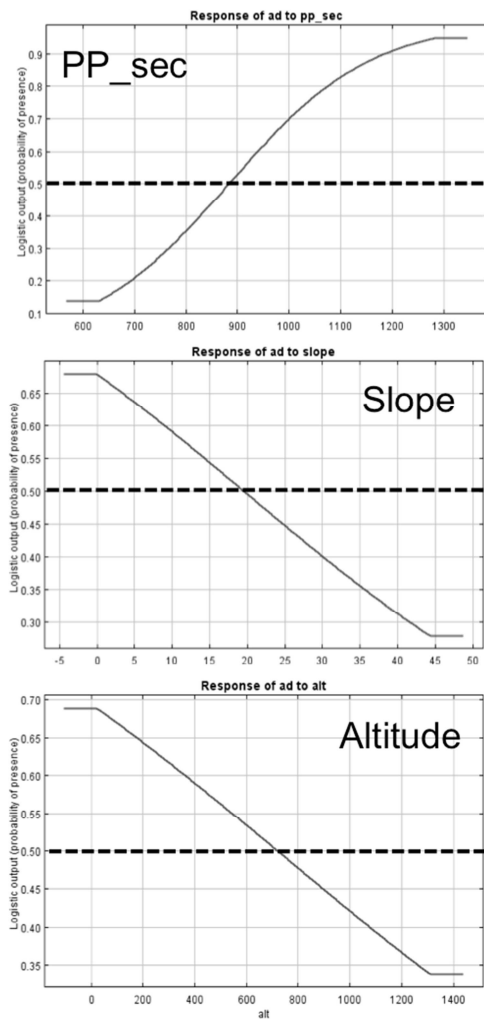 Response of ad to pp_sec
PP_sec
Logistic output (probability of presence)
0.9
0.8
0.7
0.6
0.5
0.4
0.3
0.2
0.1
600 700 800 900 1000 1100 1200 1300
Response of ad to slope
Slope
Logistic output (probability of presence)
0.65
0.60
0.55
0.50
0.45
0.40
0.35
0.30
-5 0 5 10 15 20 25 30 35 40 45 50
Response of ad to alt
Altitude
Logistic output (probability of presence)
0.70
0.65
0.60
0.55
0.50
0.45
0.40
0.35
0 200 400 600 800 1000 1200 1400
alt